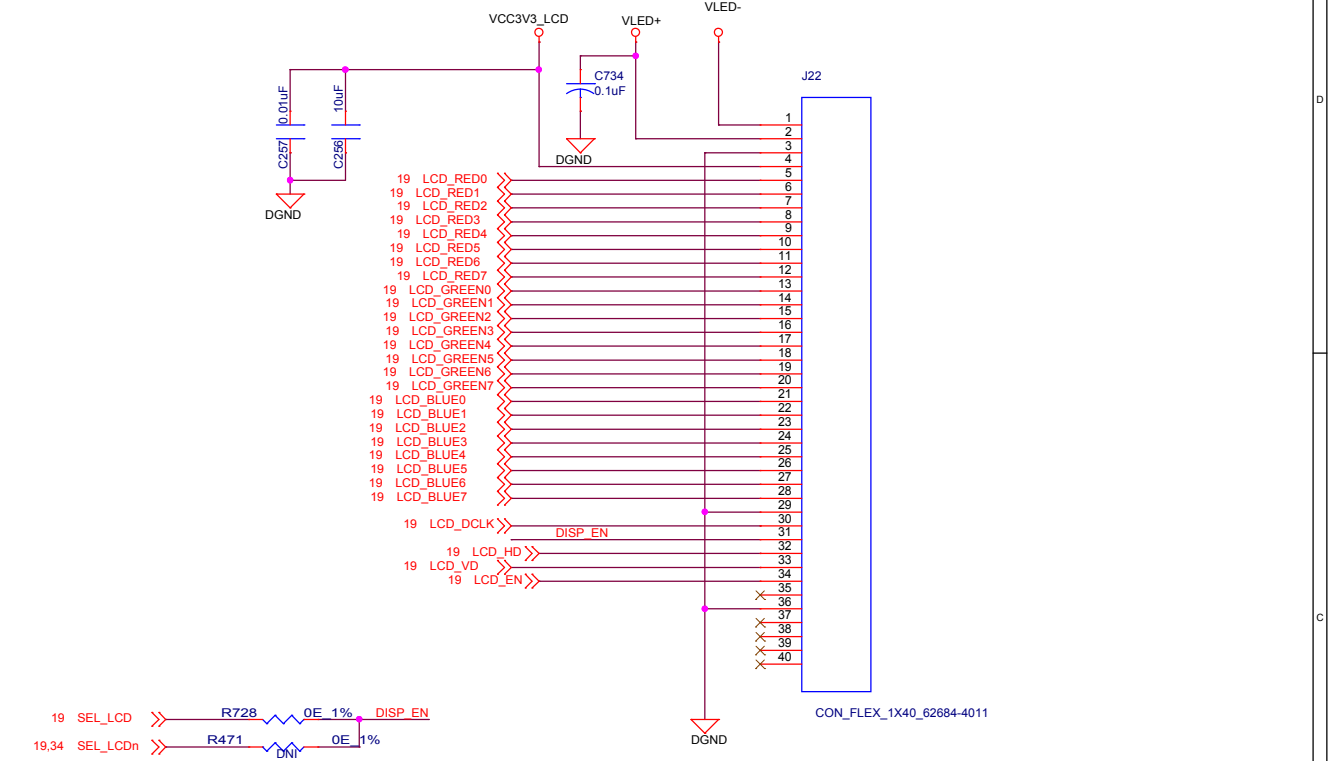 VCC3V3_LCD VLED+ VLED-
C257 0.01uF
C256 10uF
C734
0.1uF
DGND
DGND
J22
D
1
2
3
4
19 LCD_RED0 5
19 LCD_RED1 6
19 LCD_RED2 7
19 LCD_RED3 8
19 LCD_RED4 9
19 LCD_RED5 10
19 LCD_RED6 11
19 LCD_RED7 12
19 LCD_GREEN0 13
19 LCD_GREEN1 14
19 LCD_GREEN2 15
19 LCD_GREEN3 16
19 LCD_GREEN4 17
19 LCD_GREEN5 18
19 LCD_GREEN6 19
19 LCD_GREEN7 20
19 LCD_BLUE0 21
19 LCD_BLUE1 22
19 LCD_BLUE2 23
19 LCD_BLUE3 24
19 LCD_BLUE4 25
19 LCD_BLUE5 26
19 LCD_BLUE6 27
19 LCD_BLUE7 28
29
19 LCD_DCLK 30
DISP_EN 31
19 LCD_HD 32
19 LCD_VD 33
19 LCD_EN 34
35
36
37
38
39
40
C
CON_FLEX_1X40_62684-4011
DGND
19 SEL_LCD R728 0E_1% DISP_EN
19,34 SEL_LCDn R471 0E_1%
DNI